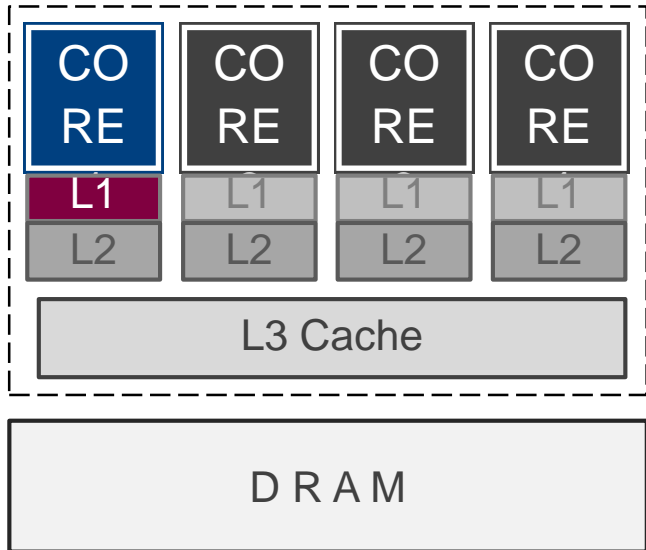 CO CO CO CO
RE RE RE RE
L1 L1 L1 L1
L2 L2 L2 L2
L3 Cache
D R A M